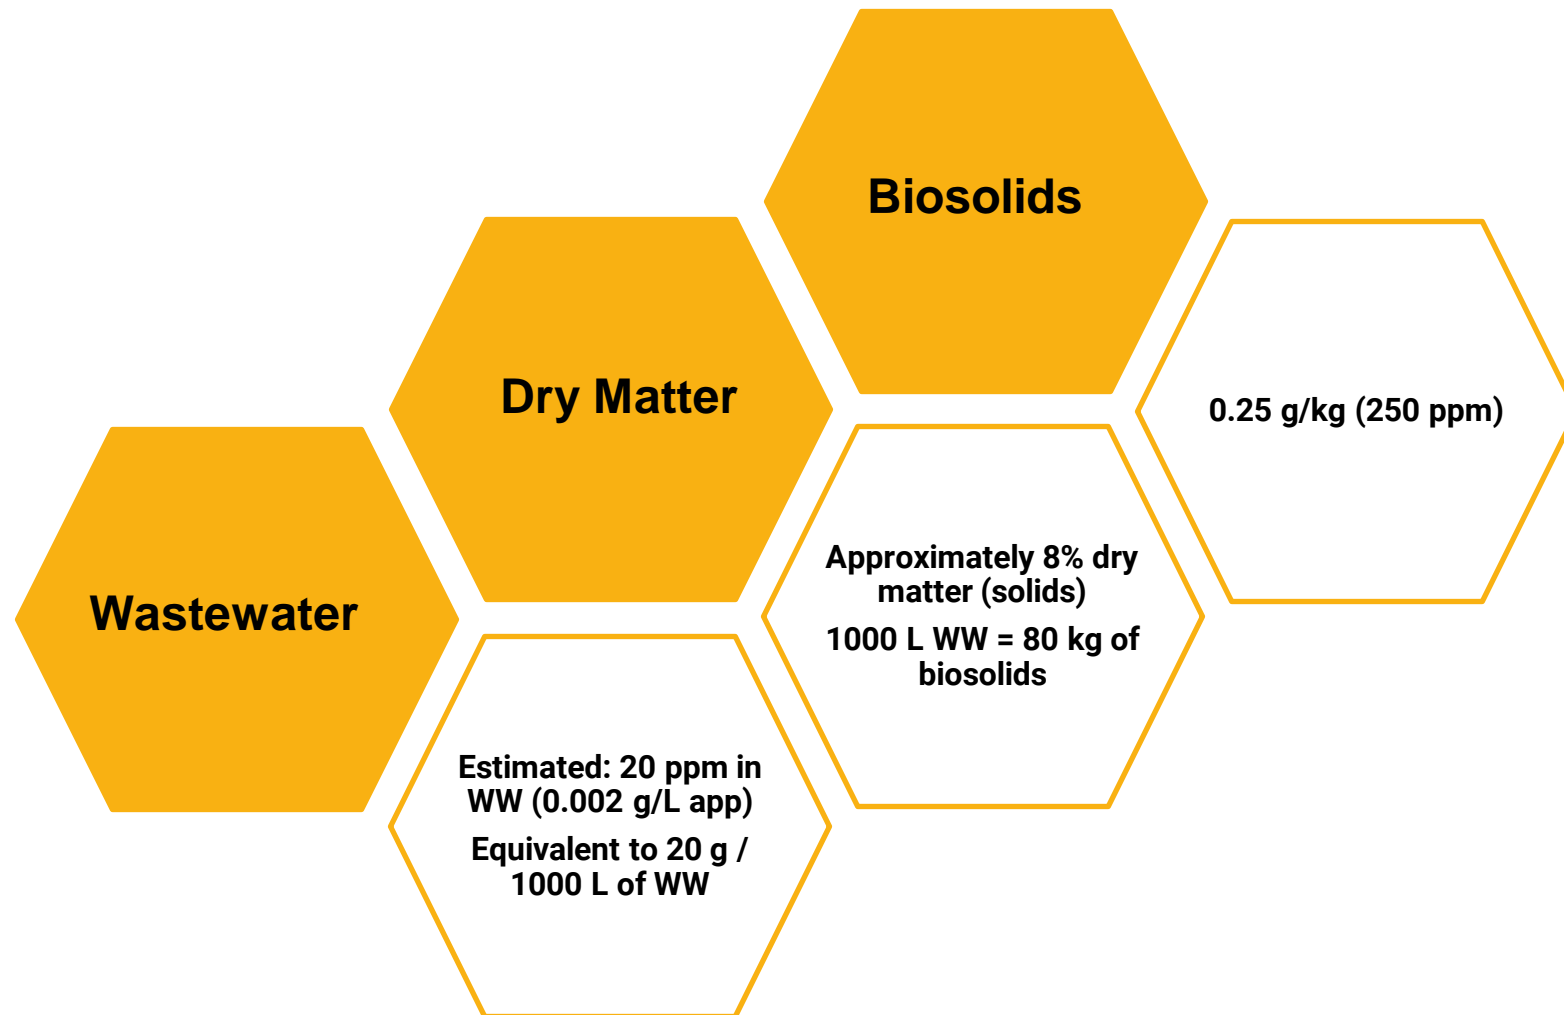 Biosolids
0.25 g/kg (250 ppm)
Dry Matter
Approximately 8% dry
matter (solids)
1000 L WW = 80 kg of
biosolids
Wastewater
Estimated: 20 ppm in
WW (0.002 g/L app)
Equivalent to 20 g /
1000 L of WW